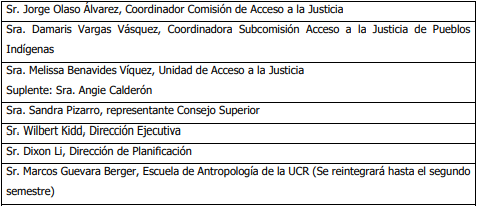 Sr. Jorge Olaso Álvarez, Coordinador Comisión de Acceso a la Justicia
Sra. Damaris Vargas Vásquez, Coordinadora Subcomisión Acceso a la Justicia de Pueblos
Indígenas
Sra. Melissa Benavides Víquez, Unidad de Acceso a la Justicia
Suplente: Sra. Angie Calderón
Sra. Sandra Pizarro, representante Consejo Superior
Sr. Wilbert Kidd, Dirección Ejecutiva
Sr. Dixon Li, Dirección de Planificación
Sr. Marcos Guevara Berger, Escuela de Antropología de la UCR (Se reintegrará hasta el segundo
semestre)